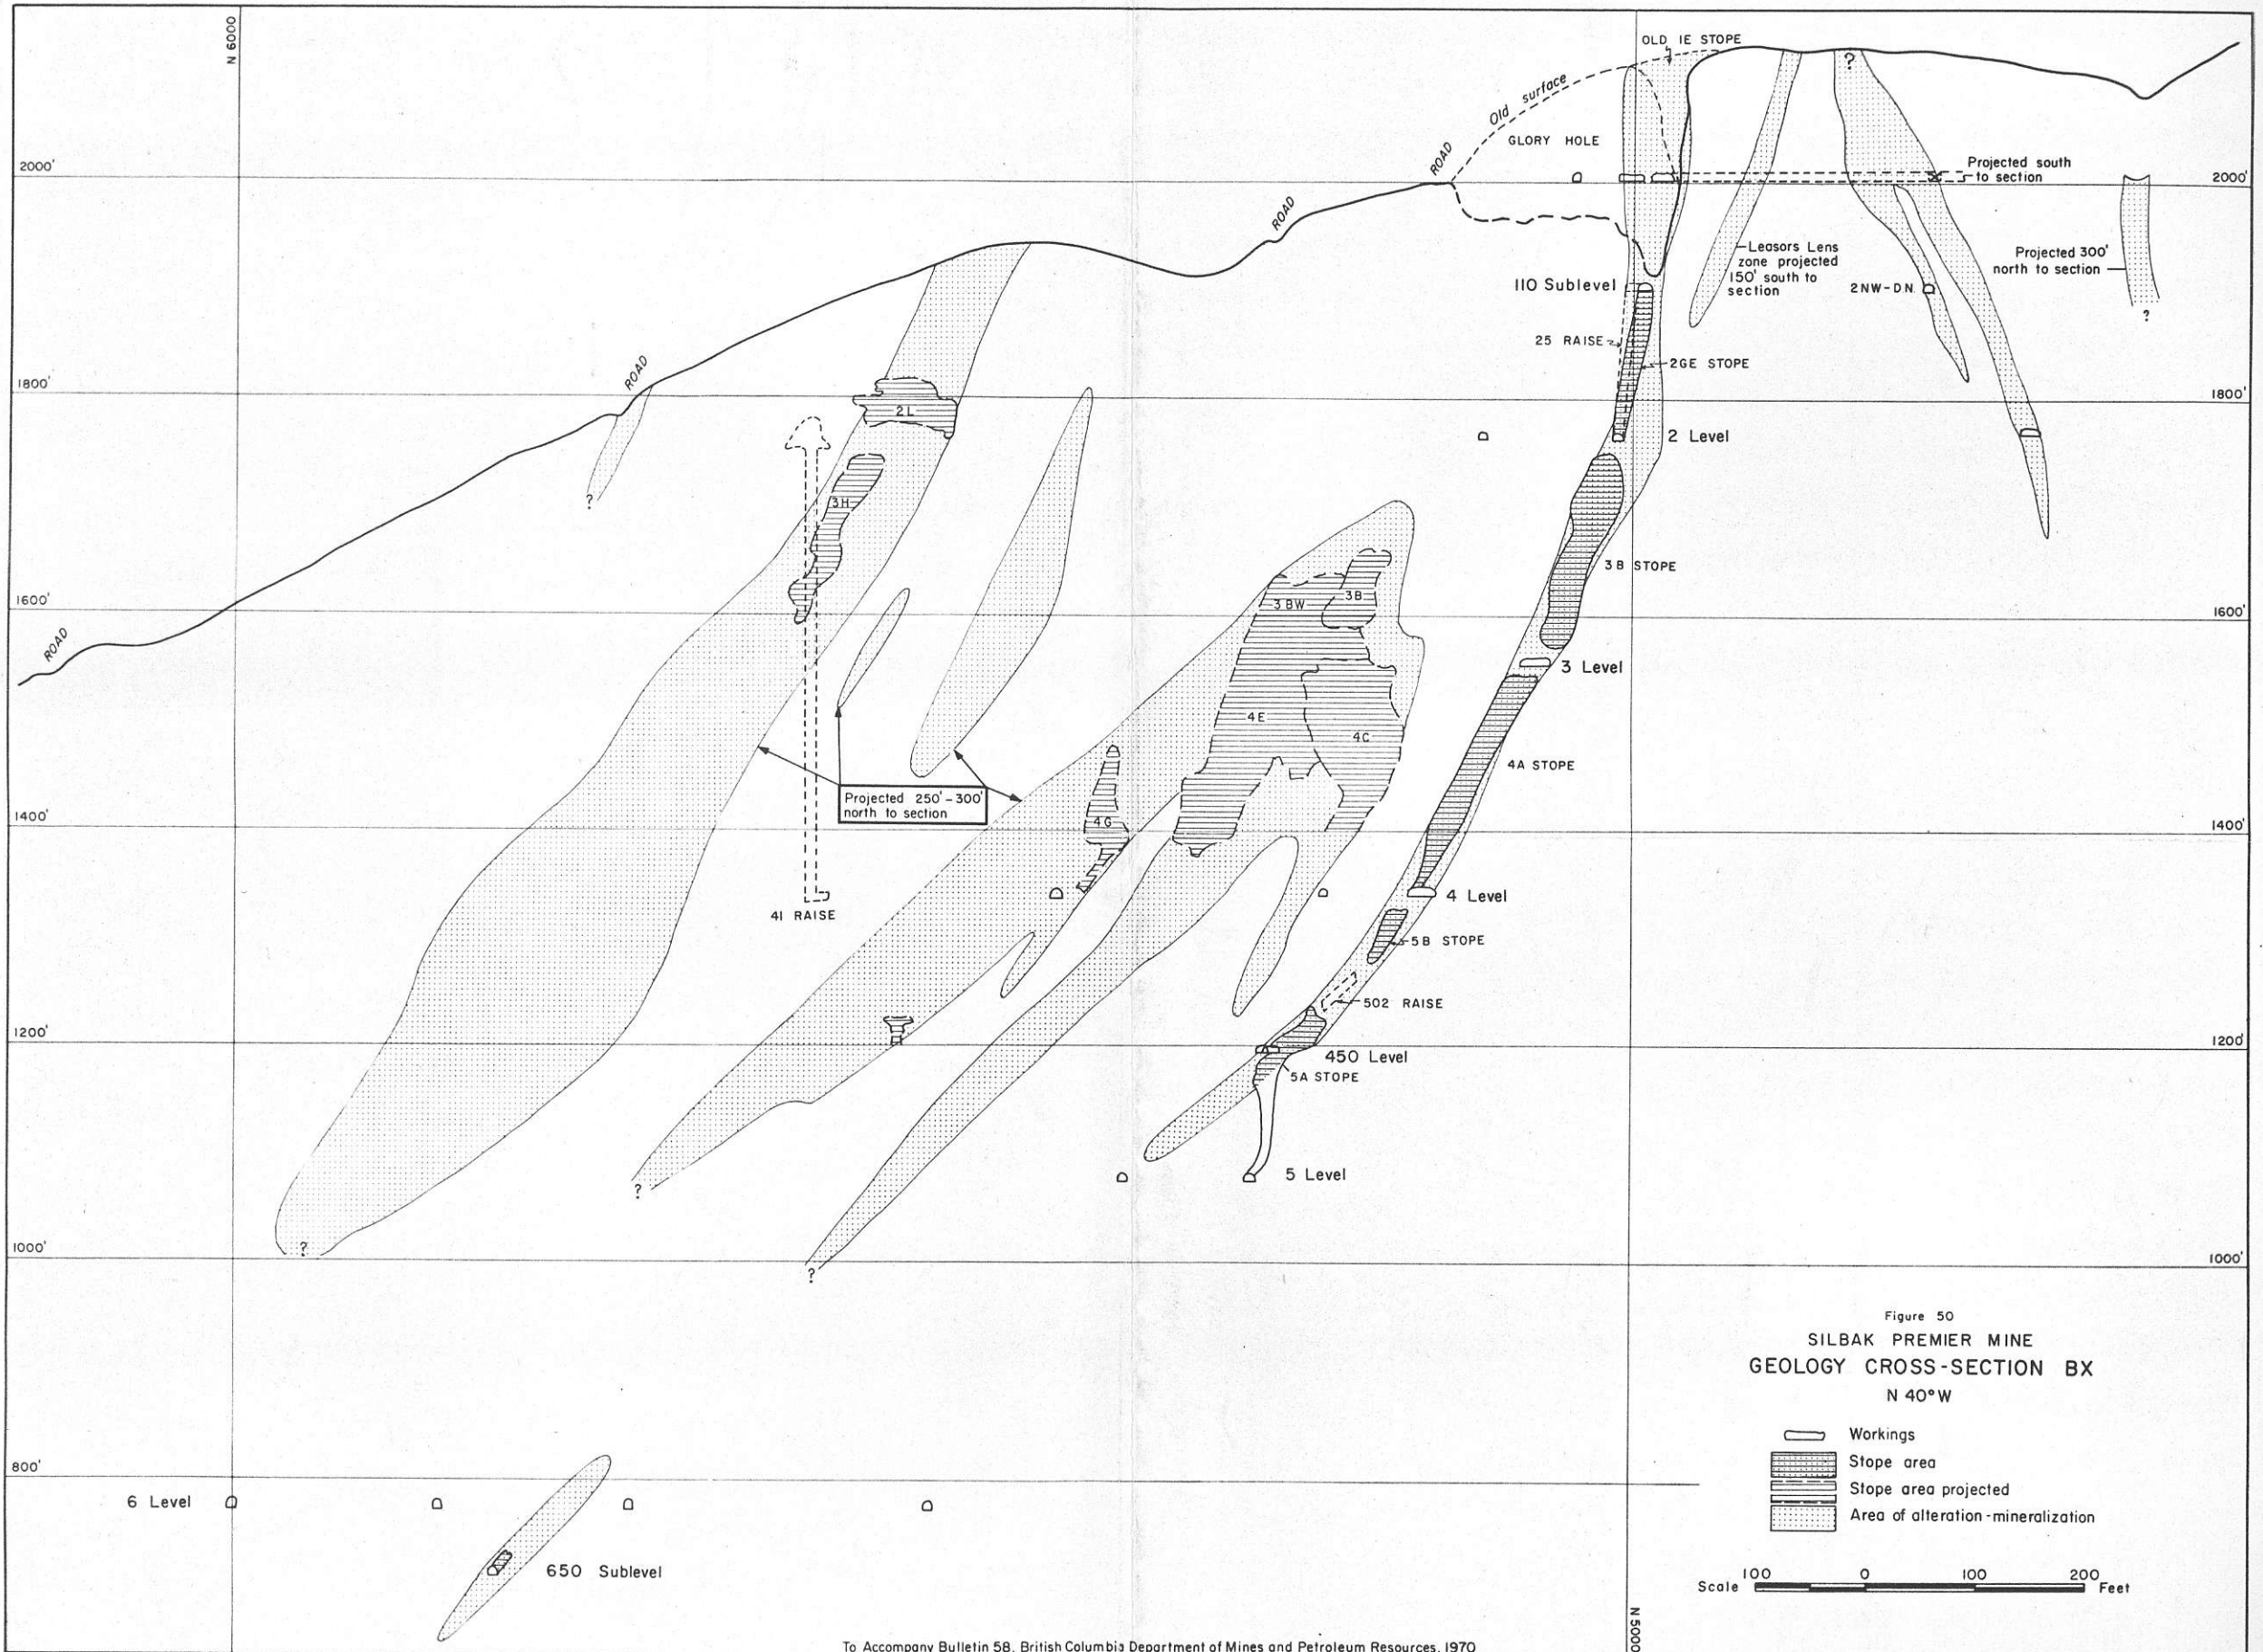 N 6000
OLD 1E STOPE
?
Old surface
GLORY HOLE
ROAD
2000'
2000'
Projected south
to section
ROAD
Leasors Lens
zone projected
150' south to
section
Projected 300'
north to section
110 Sublevel
2NW-D.N.
?
25 RAISE
2GE STOPE
ROAD
1800'
1800'
2L
2 Level
3H
?
3B STOPE
1600'
1600'
3BW
3B
ROAD
3 Level
4E
4C
4A STOPE
Projected 250'-300'
north to section
1400'
1400'
4G
41 RAISE
4 Level
5B STOPE
502 RAISE
1200'
1200'
450 Level
5A STOPE
5 Level
?
?
1000'
1000'
?
Figure 50
SILBAK PREMIER MINE
GEOLOGY CROSS-SECTION BX
N 40° W
Workings
Stope area
Stope area projected
Area of alteration-mineralization
800'
6 Level
650 Sublevel
100 0 100 200
Scale Feet
N 5000
To Accompany Bulletin 58, British Columbia Department of Mines and Petroleum Resources, 1970